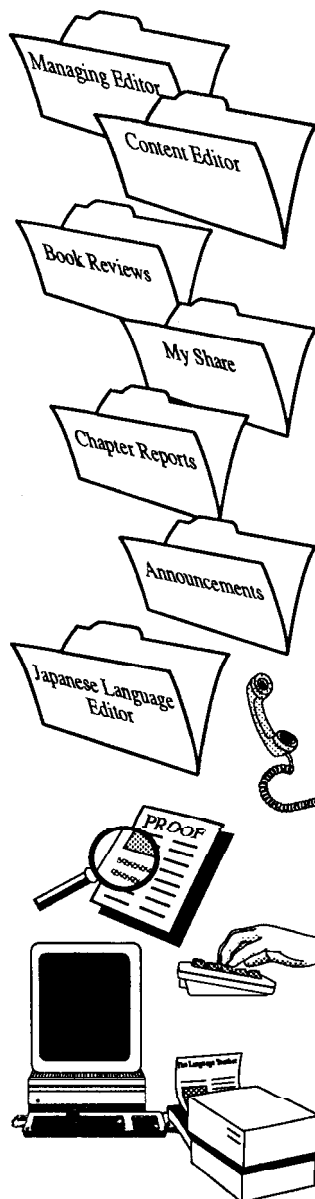 Managing Editor
Content Editor
Book Reviews
My Share
Chapter Reports
Announcements
Japanese Language
Editor
PROOF
The Language Teacher